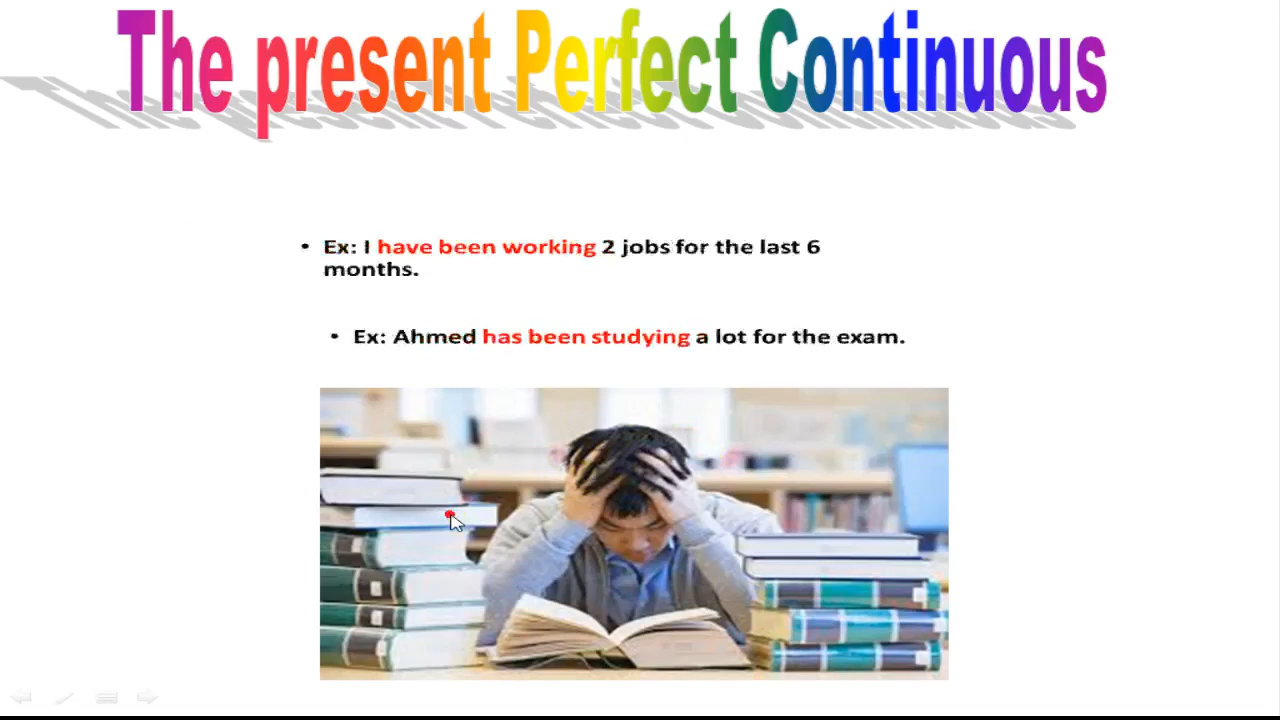 The present Perfect Continuous
• Ex: I have been working 2 jobs for the last 6
months.
• Ex: Ahmed has been studying a lot for the exam.